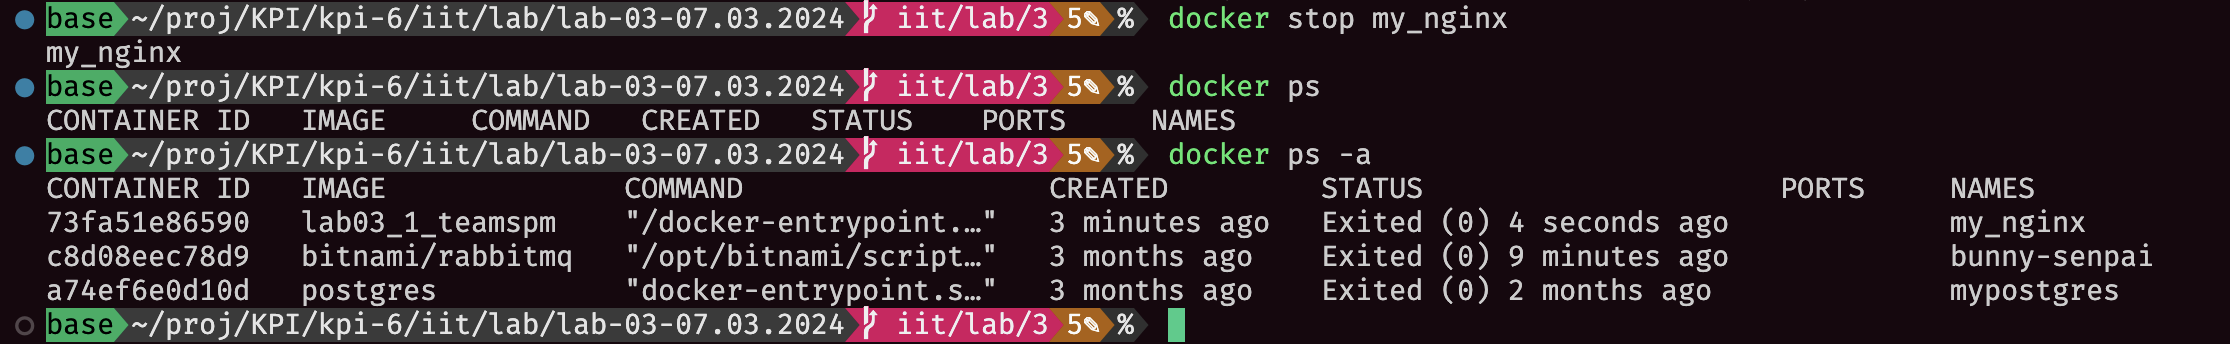 base ~/proj/KPI/kpi-6/iit/lab/lab-03-07.03.2024 iit/lab/3 5✎ % docker stop my_nginx
my_nginx
base ~/proj/KPI/kpi-6/iit/lab/lab-03-07.03.2024 iit/lab/3 5✎ % docker ps
CONTAINER ID   IMAGE     COMMAND   CREATED   STATUS    PORTS     NAMES
base ~/proj/KPI/kpi-6/iit/lab/lab-03-07.03.2024 iit/lab/3 5✎ % docker ps -a
CONTAINER ID   IMAGE              COMMAND                  CREATED         STATUS                     PORTS     NAMES
73fa51e86590   lab03_1_teamspm    "/docker-entrypoint.…"   3 minutes ago   Exited (0) 4 seconds ago             my_nginx
c8d08eec78d9   bitnami/rabbitmq   "/opt/bitnami/script…"   3 months ago    Exited (0) 9 minutes ago             bunny-senpai
a74ef6e0d10d   postgres           "docker-entrypoint.s…"   3 months ago    Exited (0) 2 months ago              mypostgres
base ~/proj/KPI/kpi-6/iit/lab/lab-03-07.03.2024 iit/lab/3 5✎ %